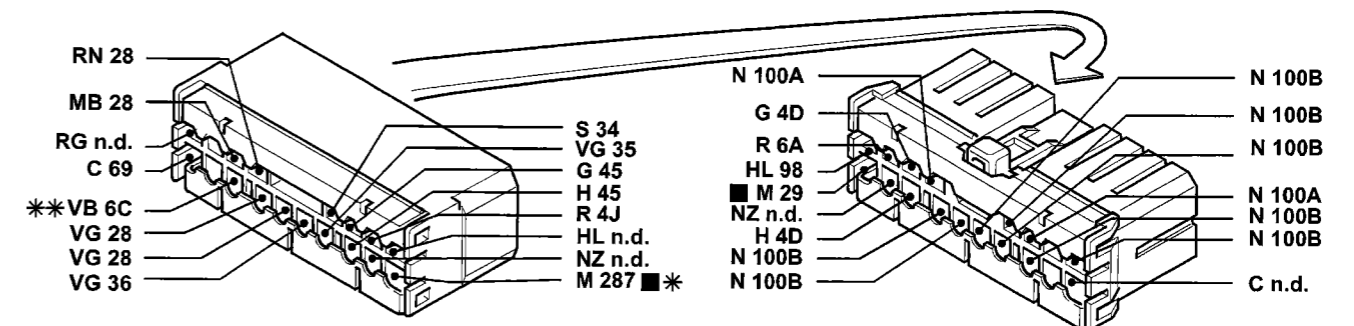 RN 28
MB 28
RG n.d.
C 69
✳✳ VB 6C
VG 28
VG 28
VG 36
S 34
VG 35
G 45
H 45
R 4J
HL n.d.
NZ n.d.
M 287 ■ ✳
N 100A
G 4D
R 6A
HL 98
■ M 29
NZ n.d.
H 4D
N 100B
N 100B
N 100B
N 100B
N 100B
N 100A
N 100B
N 100B
C n.d.